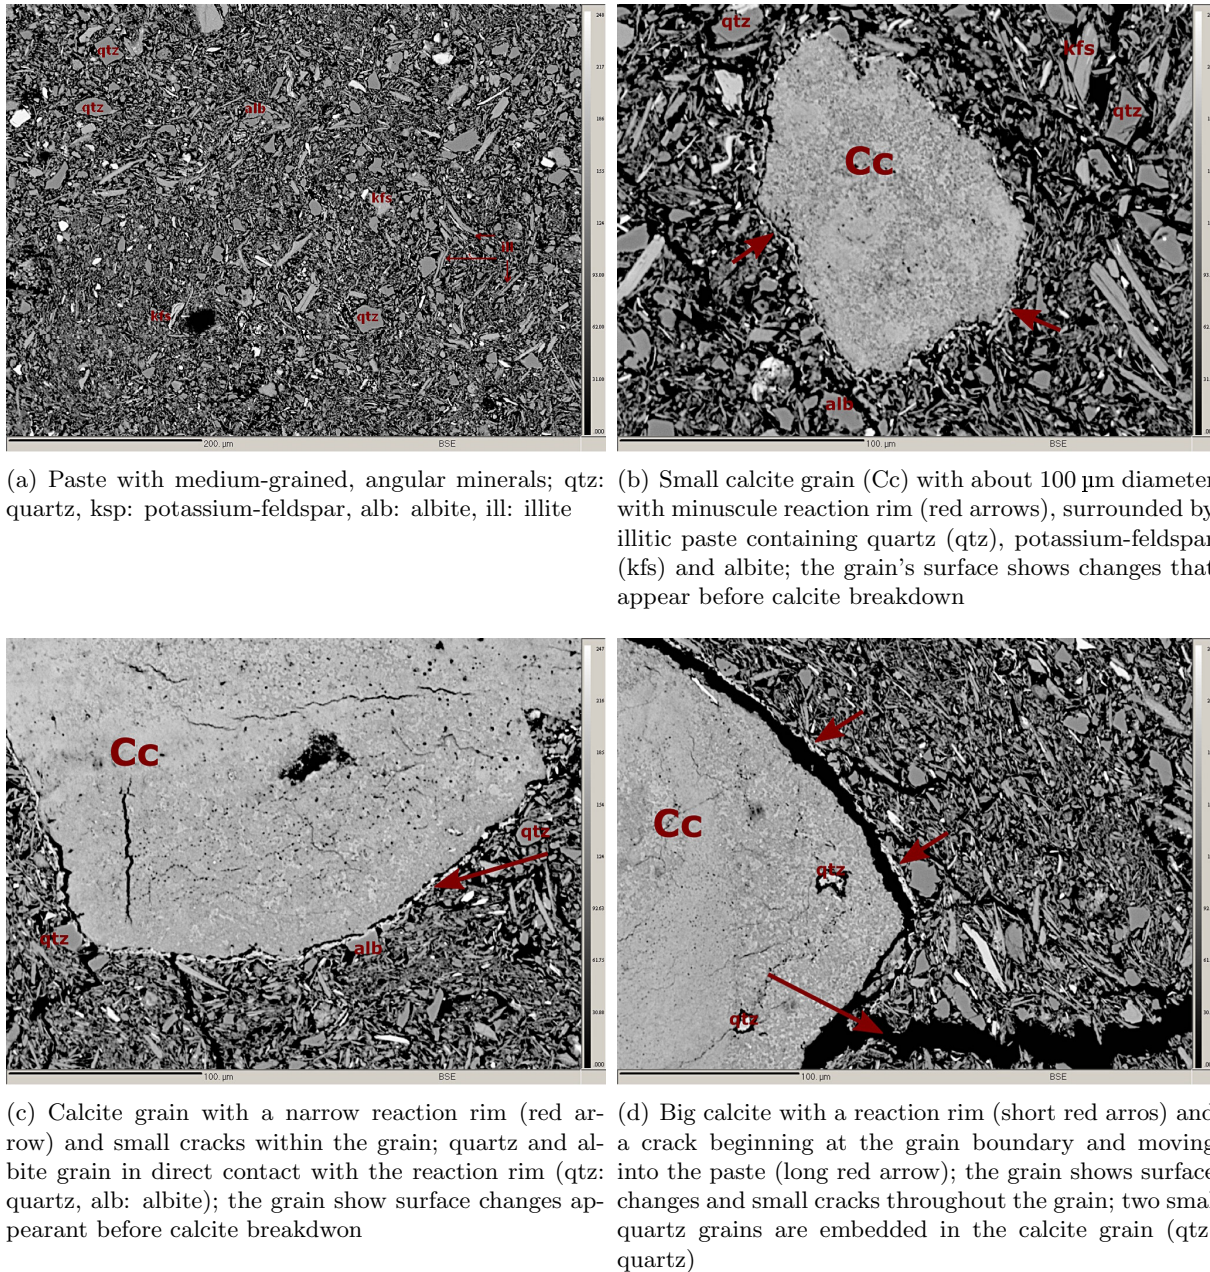 qtz
qtz
alb
kfs
ill
kfs
qtz
200. µm BSE
qtz
kfs
qtz
Cc
alb
100. µm BSE
(a) Paste with medium-grained, angular minerals; qtz:
quartz, ksp: potassium-feldspar, alb: albite, ill: illite
(b) Small calcite grain (Cc) with about 100 µm diameter
with minuscule reaction rim (red arrows), surrounded by
illitic paste containing quartz (qtz), potassium-feldspar
(kfs) and albite; the grain's surface shows changes that
appear before calcite breakdown
Cc
qtz
qtz
alb
100. µm BSE
Cc
qtz
qtz
100. µm BSE
(c) Calcite grain with a narrow reaction rim (red ar-
row) and small cracks within the grain; quartz and al-
bite grain in direct contact with the reaction rim (qtz:
quartz, alb: albite); the grain show surface changes ap-
pearant before calcite breakdwon
(d) Big calcite with a reaction rim (short red arros) and
a crack beginning at the grain boundary and moving
into the paste (long red arrow); the grain shows surface
changes and small cracks throughout the grain; two smal
quartz grains are embedded in the calcite grain (qtz
quartz)